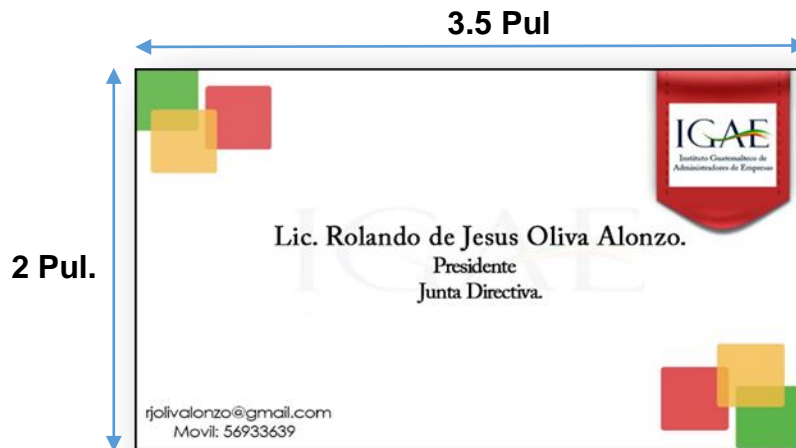 3.5 Pul
2 Pul.
IGAE
Instituto Guatemalteco de
Administradores de Empresas
IGAE
Lic. Rolando de Jesus Oliva Alonzo.
Presidente
Junta Directiva.
rjolivalonzo@gmail.com
Movil: 56933639